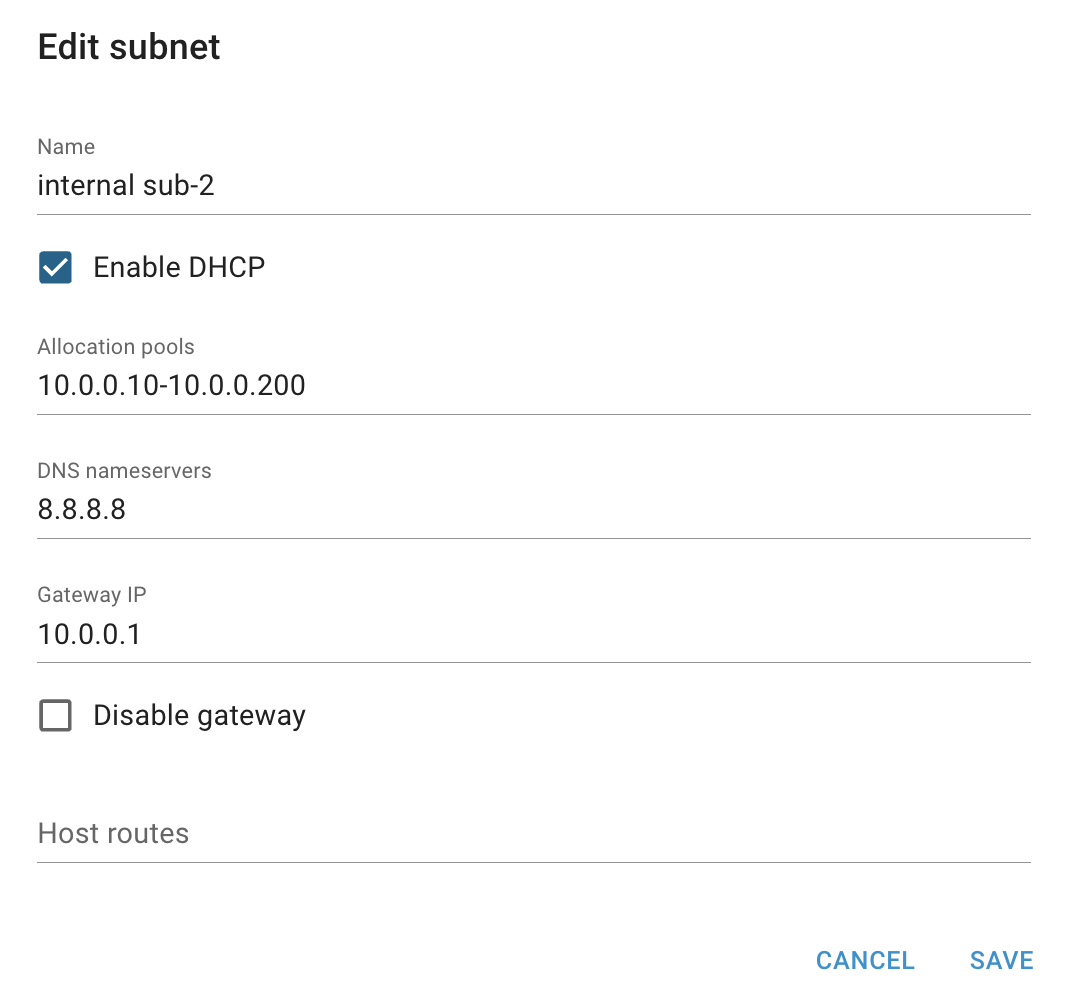 Edit subnet
Name
internal sub-2
Enable DHCP
Allocation pools
10.0.0.10-10.0.0.200
DNS nameservers
8.8.8.8
Gateway IP
10.0.0.1
Disable gateway
Host routes
CANCEL SAVE